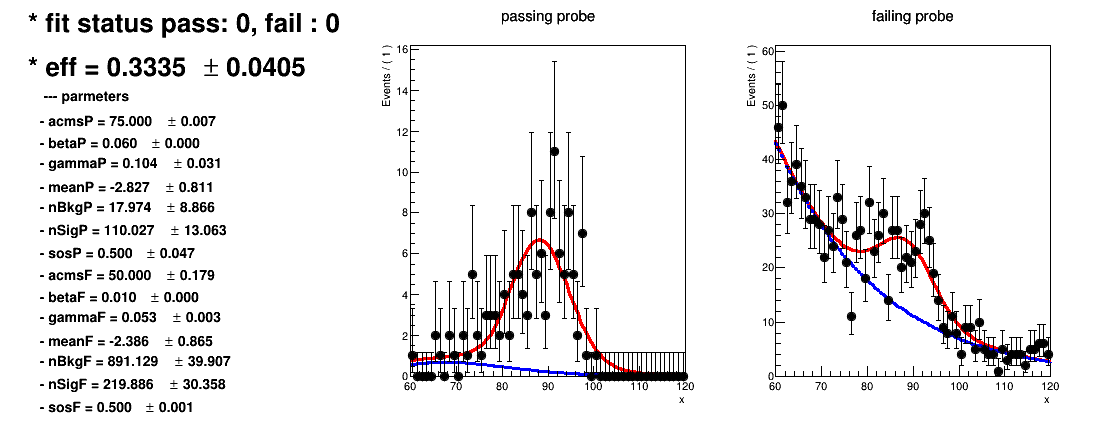 * fit status pass: 0, fail : 0
* eff = 0.3335 ± 0.0405
--- parmeters
- acmsP = 75.000 ± 0.007
- betaP = 0.060 ± 0.000
- gammaP = 0.104 ± 0.031
- meanP = -2.827 ± 0.811
- nBkgP = 17.974 ± 8.866
- nSigP = 110.027 ± 13.063
- sosP = 0.500 ± 0.047
- acmsF = 50.000 ± 0.179
- betaF = 0.010 ± 0.000
- gammaF = 0.053 ± 0.003
- meanF = -2.386 ± 0.865
- nBkgF = 891.129 ± 39.907
- nSigF = 219.886 ± 30.358
- sosF = 0.500 ± 0.001
passing probe
Events / ( 1 )
16
14
12
10
8
6
4
2
0
60 70 80 90 100 110 120
x
failing probe
Events / ( 1 )
60
50
40
30
20
10
0
60 70 80 90 100 110 120
x